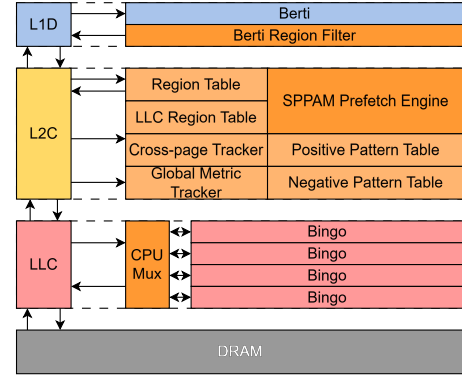 L1D
Berti
Berti Region Filter
L2C
Region Table
LLC Region Table
SPPAM Prefetch Engine
Cross-page Tracker
Positive Pattern Table
Global Metric
Tracker
Negative Pattern Table
LLC
CPU
Mux
Bingo
Bingo
Bingo
Bingo
DRAM